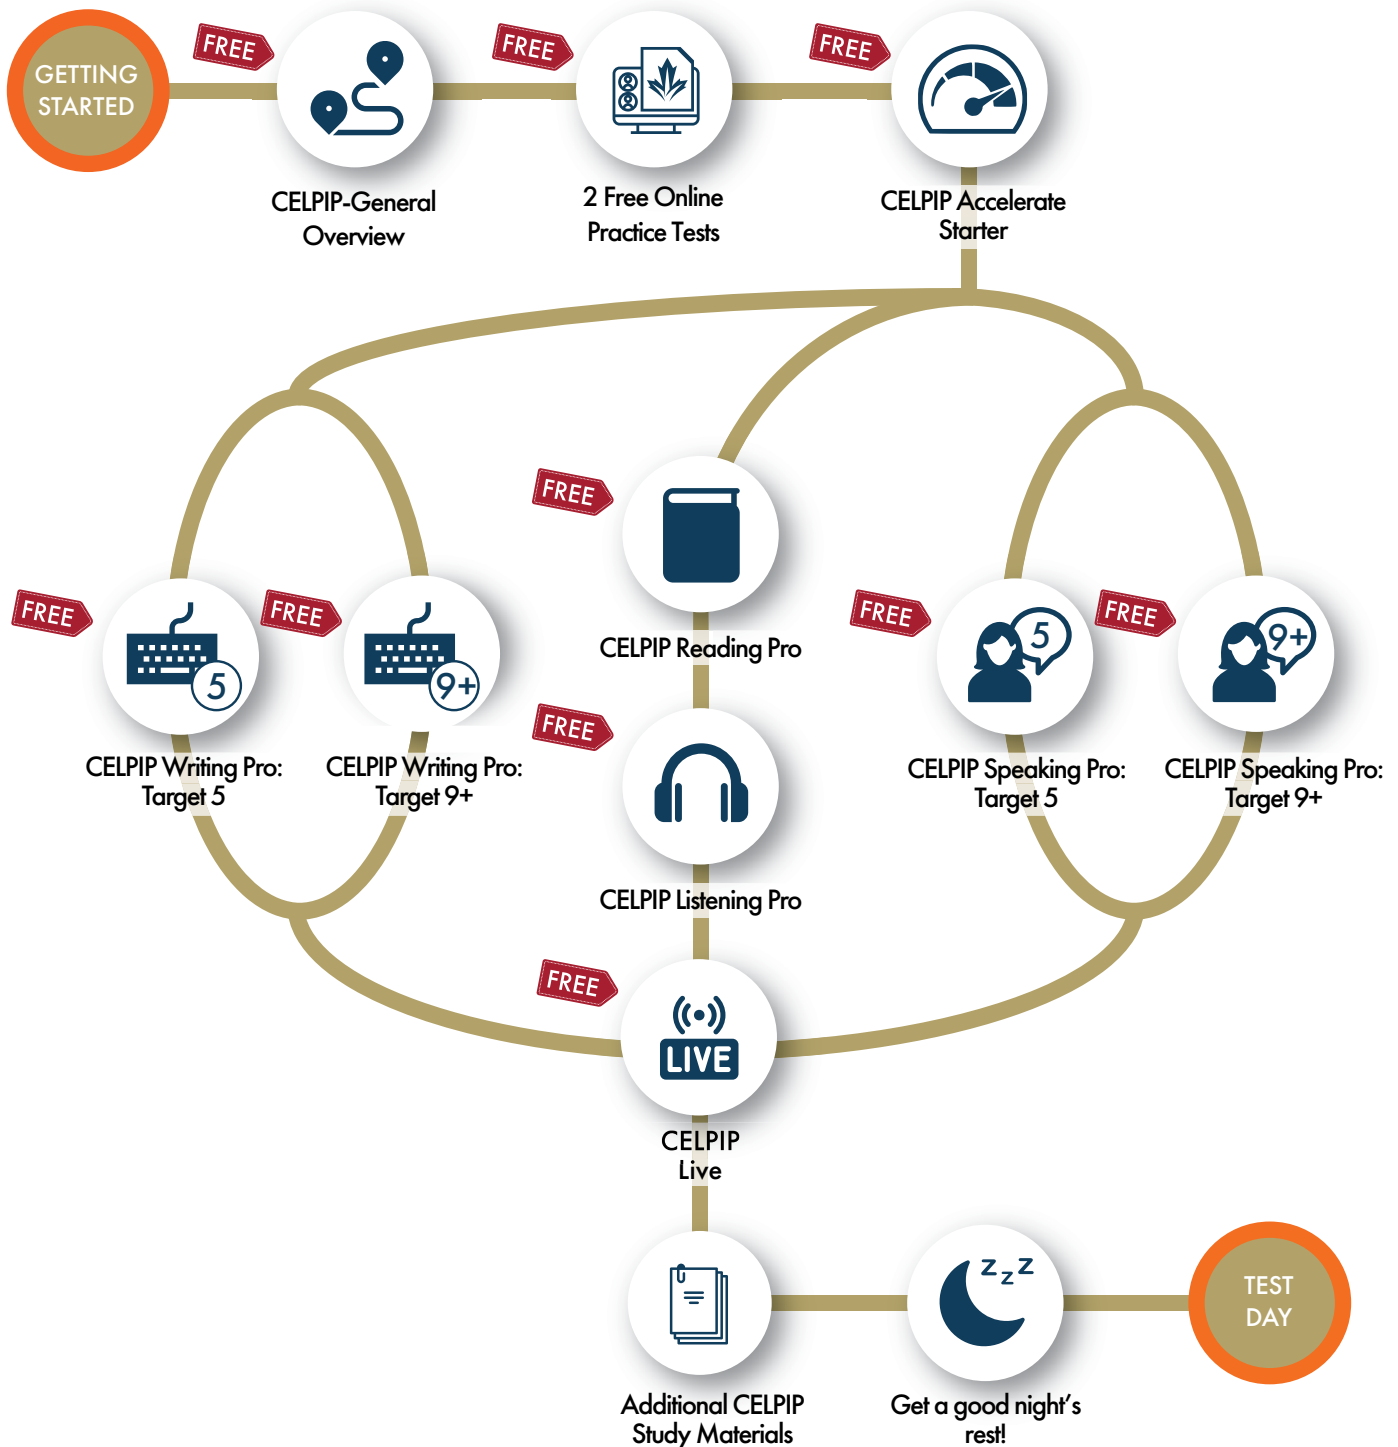 GETTING
STARTED
FREE
CELPIP-General
Overview
FREE
2 Free Online
Practice Tests
FREE
CELPIP Accelerate
Starter
FREE
5
CELPIP Writing Pro:
Target 5
FREE
9+
CELPIP Writing Pro:
Target 9+
FREE
CELPIP Reading Pro
FREE
CELPIP Listening Pro
FREE
5
CELPIP Speaking Pro:
Target 5
FREE
9+
CELPIP Speaking Pro:
Target 9+
FREE
LIVE
CELPIP
Live
Additional CELPIP
Study Materials
z z z
Get a good night's
rest!
TEST
DAY